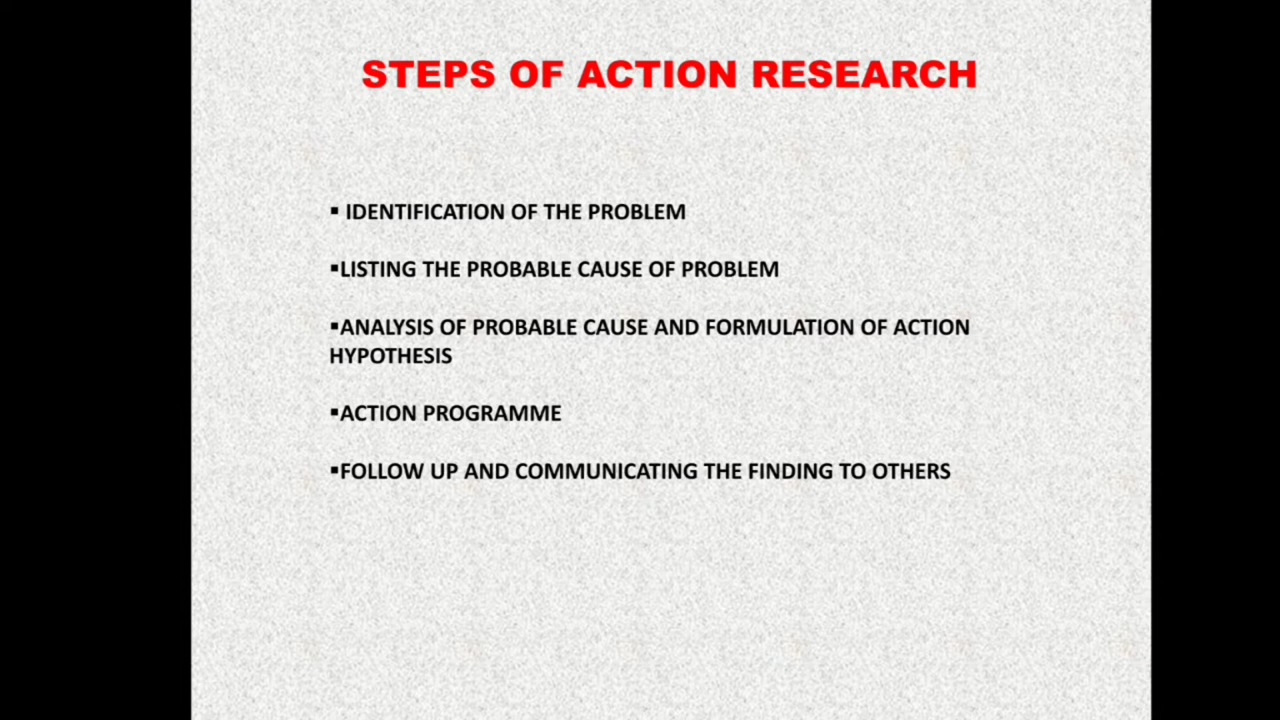 STEPS OF ACTION RESEARCH
▪ IDENTIFICATION OF THE PROBLEM
▪LISTING THE PROBABLE CAUSE OF PROBLEM
▪ANALYSIS OF PROBABLE CAUSE AND FORMULATION OF ACTION
HYPOTHESIS
▪ACTION PROGRAMME
▪FOLLOW UP AND COMMUNICATING THE FINDING TO OTHERS